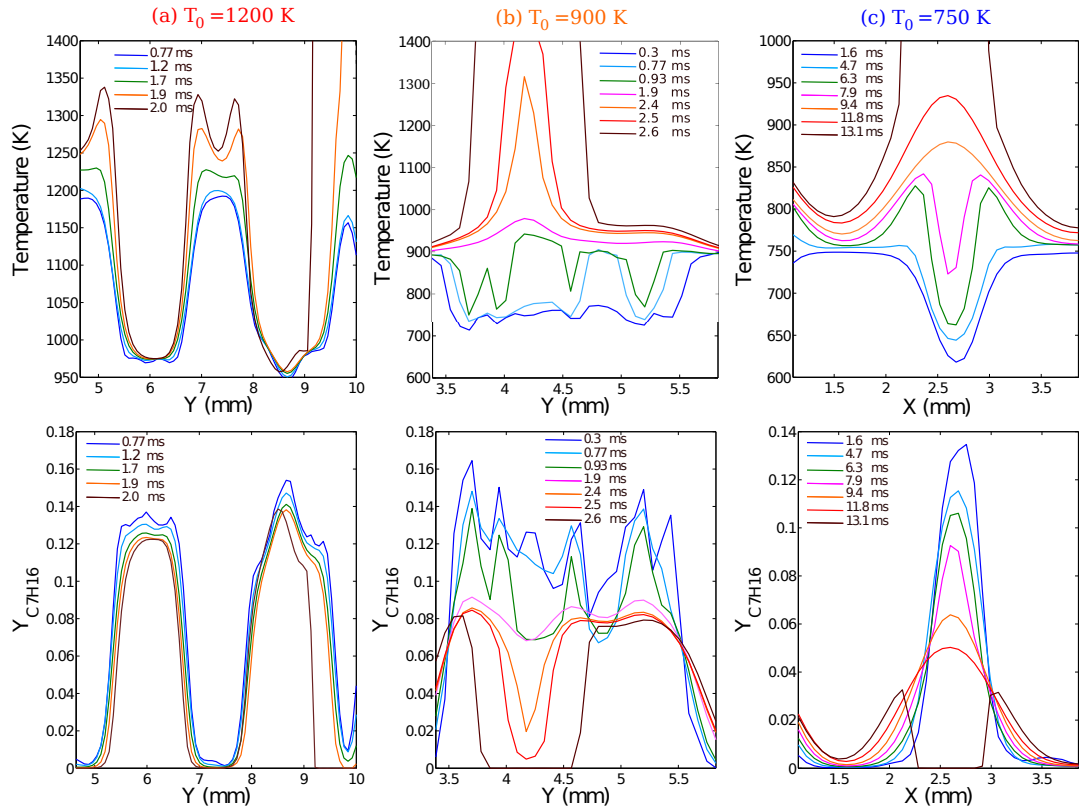 (a) T0 =1200 K
(b) T0 =900 K
(c) T0 =750 K
1400
1350
1300
1250
1200
1150
1100
1050
1000
950
Temperature (K)
0.77 ms
1.2 ms
1.7 ms
1.9 ms
2.0 ms
5
6
7
8
9
10
Y (mm)
1400
1300
1200
1100
1000
900
800
700
600
Temperature (K)
0.3 ms
0.77 ms
0.93 ms
1.9 ms
2.4 ms
2.5 ms
2.6 ms
3.5
4
4.5
5
5.5
Y (mm)
1000
950
900
850
800
750
700
650
600
Temperature (K)
1.6 ms
4.7 ms
6.3 ms
7.9 ms
9.4 ms
11.8 ms
13.1 ms
1.5
2
2.5
3
3.5
X (mm)
0.18
0.16
0.14
0.12
0.1
0.08
0.06
0.04
0.02
0
YC7H16
0.77 ms
1.2 ms
1.7 ms
1.9 ms
2.0 ms
5
6
7
8
9
10
Y (mm)
0.18
0.16
0.14
0.12
0.1
0.08
0.06
0.04
0.02
0
YC7H16
0.3 ms
0.77 ms
0.93 ms
1.9 ms
2.4 ms
2.5 ms
2.6 ms
3.5
4
4.5
5
5.5
Y (mm)
0.14
0.12
0.1
0.08
0.06
0.04
0.02
0
YC7H16
1.6 ms
4.7 ms
6.3 ms
7.9 ms
9.4 ms
11.8 ms
13.1 ms
1.5
2
2.5
3
3.5
X (mm)